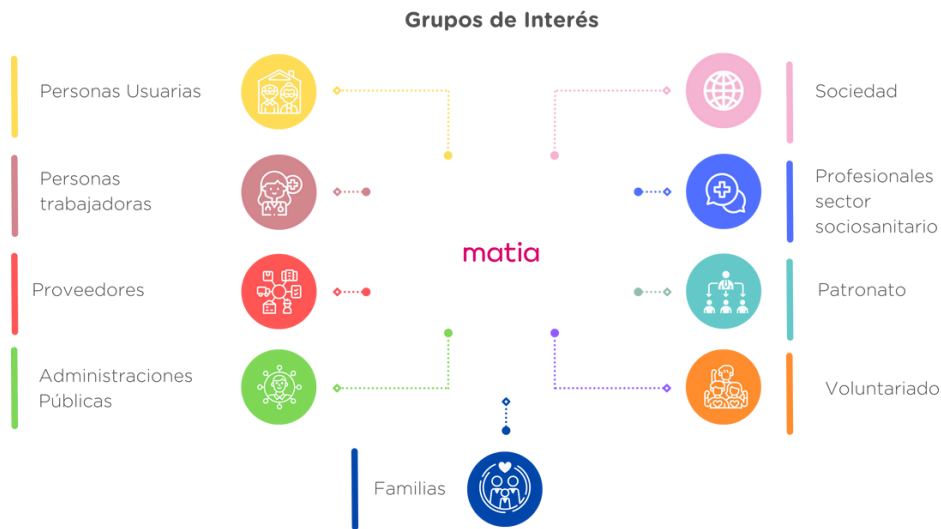 Grupos de Interés
Personas Usuarias
Personas
trabajadoras
Proveedores
Administraciones
Públicas
matia
Sociedad
Profesionales
sector
sociosanitario
Patronato
Voluntariado
Familias